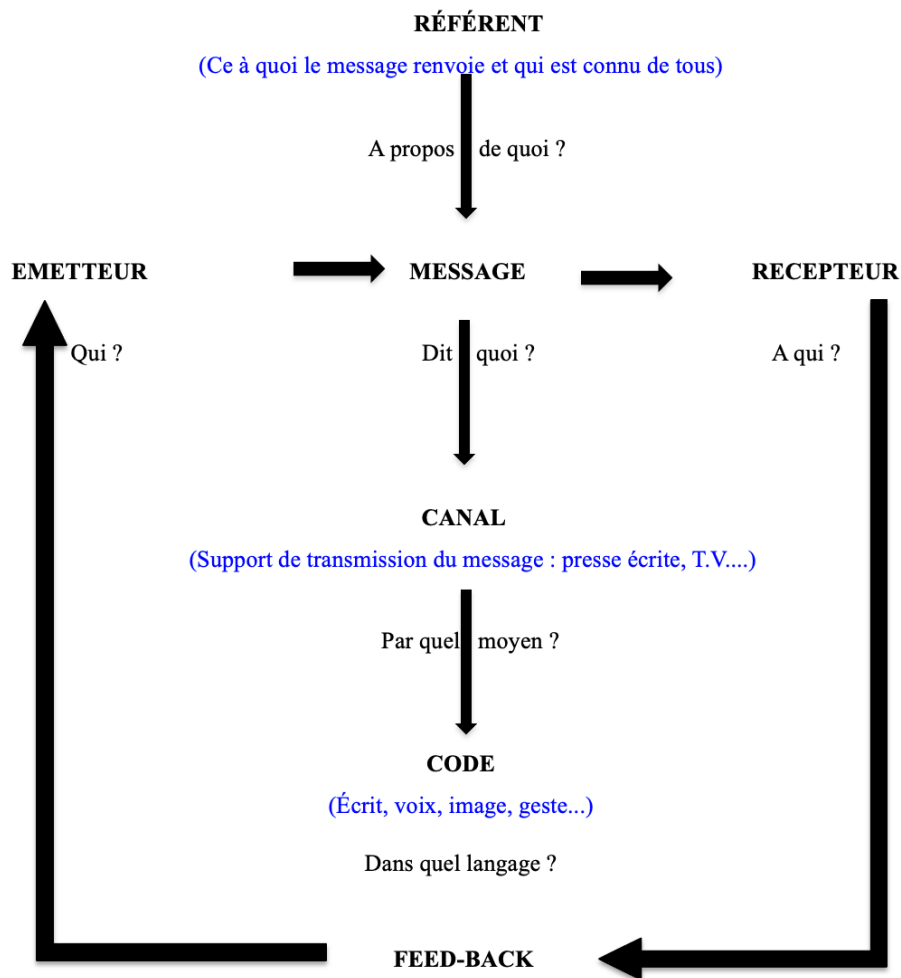 RÉFÉRENT
(Ce à quoi le message renvoie et qui est connu de tous)
A propos de quoi ?
EMETTEUR MESSAGE RECEPTEUR
Qui ? Dit quoi ? A qui ?
CANAL
(Support de transmission du message : presse écrite, T.V....)
Par quel moyen ?
CODE
(Écrit, voix, image, geste...)
Dans quel langage ?
FEED-BACK